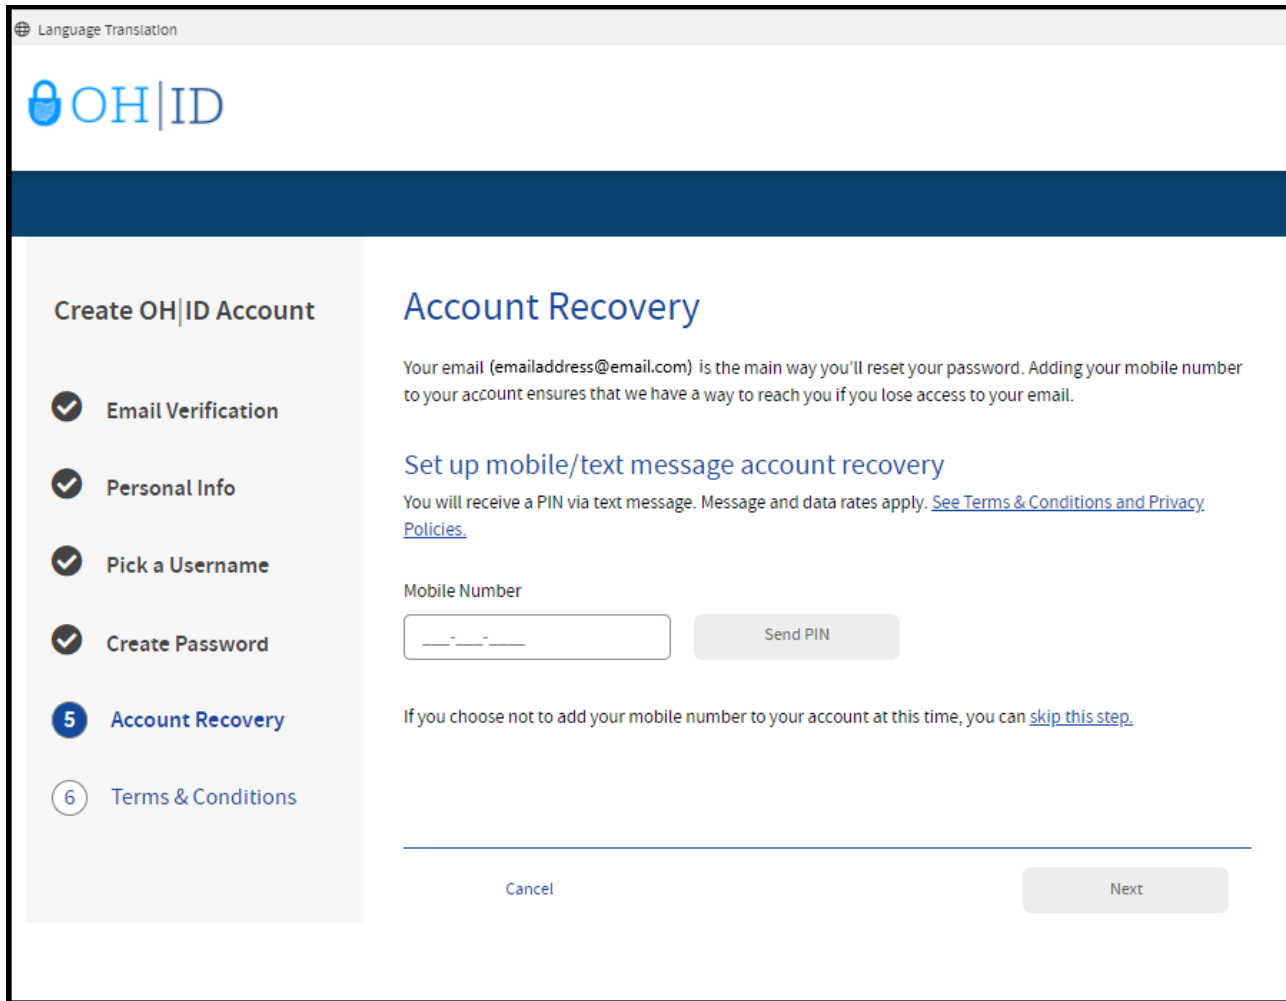 Language Translation
OH|ID
Create OH|ID Account
Email Verification
Personal Info
Pick a Username
Create Password
5 Account Recovery
6 Terms & Conditions
Account Recovery
Your email (emailaddress@email.com) is the main way you'll reset your password. Adding your mobile number
to your account ensures that we have a way to reach you if you lose access to your email.
Set up mobile/text message account recovery
You will receive a PIN via text message. Message and data rates apply. See Terms & Conditions and Privacy
Policies.
Mobile Number
___-___-____ Send PIN
If you choose not to add your mobile number to your account at this time, you can skip this step.
Cancel Next